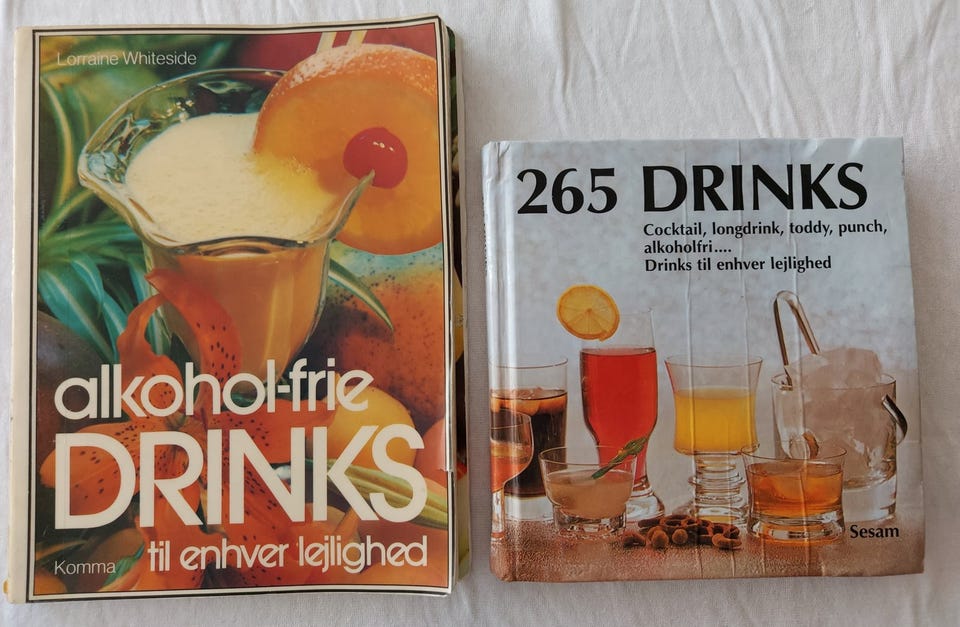 Lorraine Whiteside
alkohol-frie
DRINKS
til enhver lejlighed
Komma
265 DRINKS
Cocktail, longdrink, toddy, punch,
alkoholfri....
Drinks til enhver lejlighed
Sesam